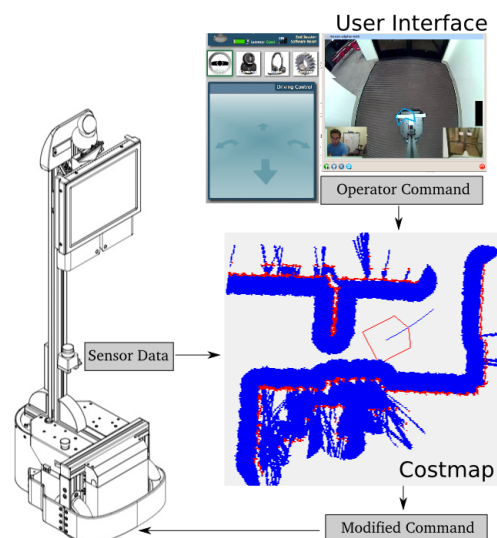 User Interface
Driving Control
Operator Command
Sensor Data
Costmap
Modified Command